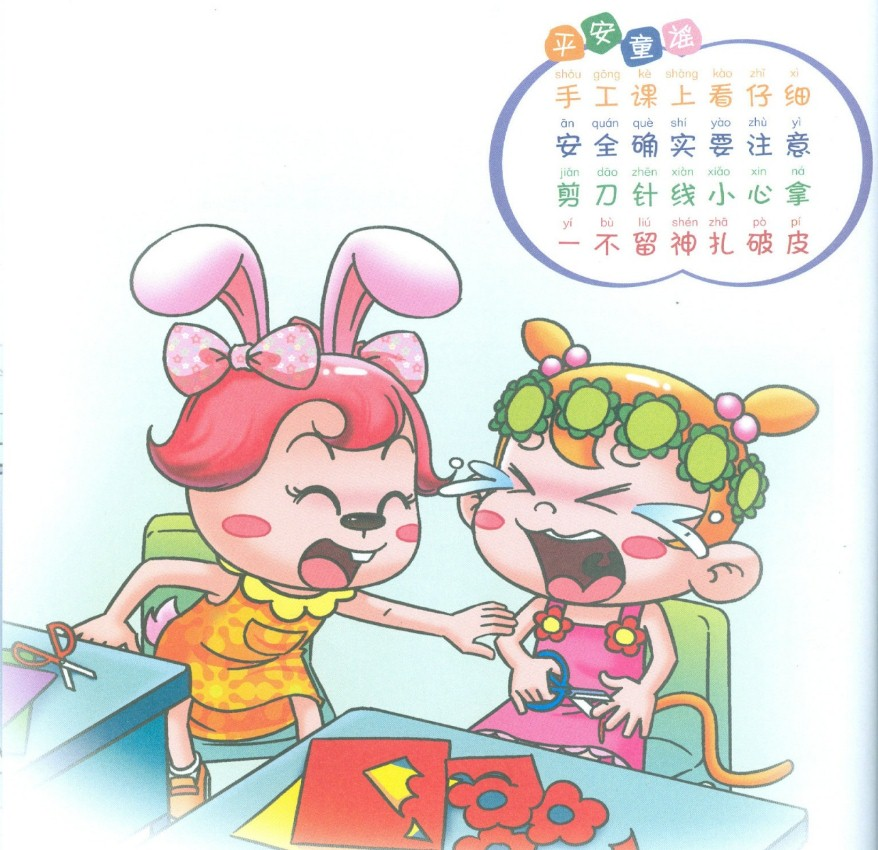 平安童谣
shǒu gōng kè shàng kàn zǐ xì
手工课上看仔细
ān quán què shí yào zhù yì
安全确实要注意
jiǎn dāo zhēn xiàn xiǎo xīn ná
剪刀针线小心拿
yí bù liú shén zhā pò pí
一不留神扎破皮